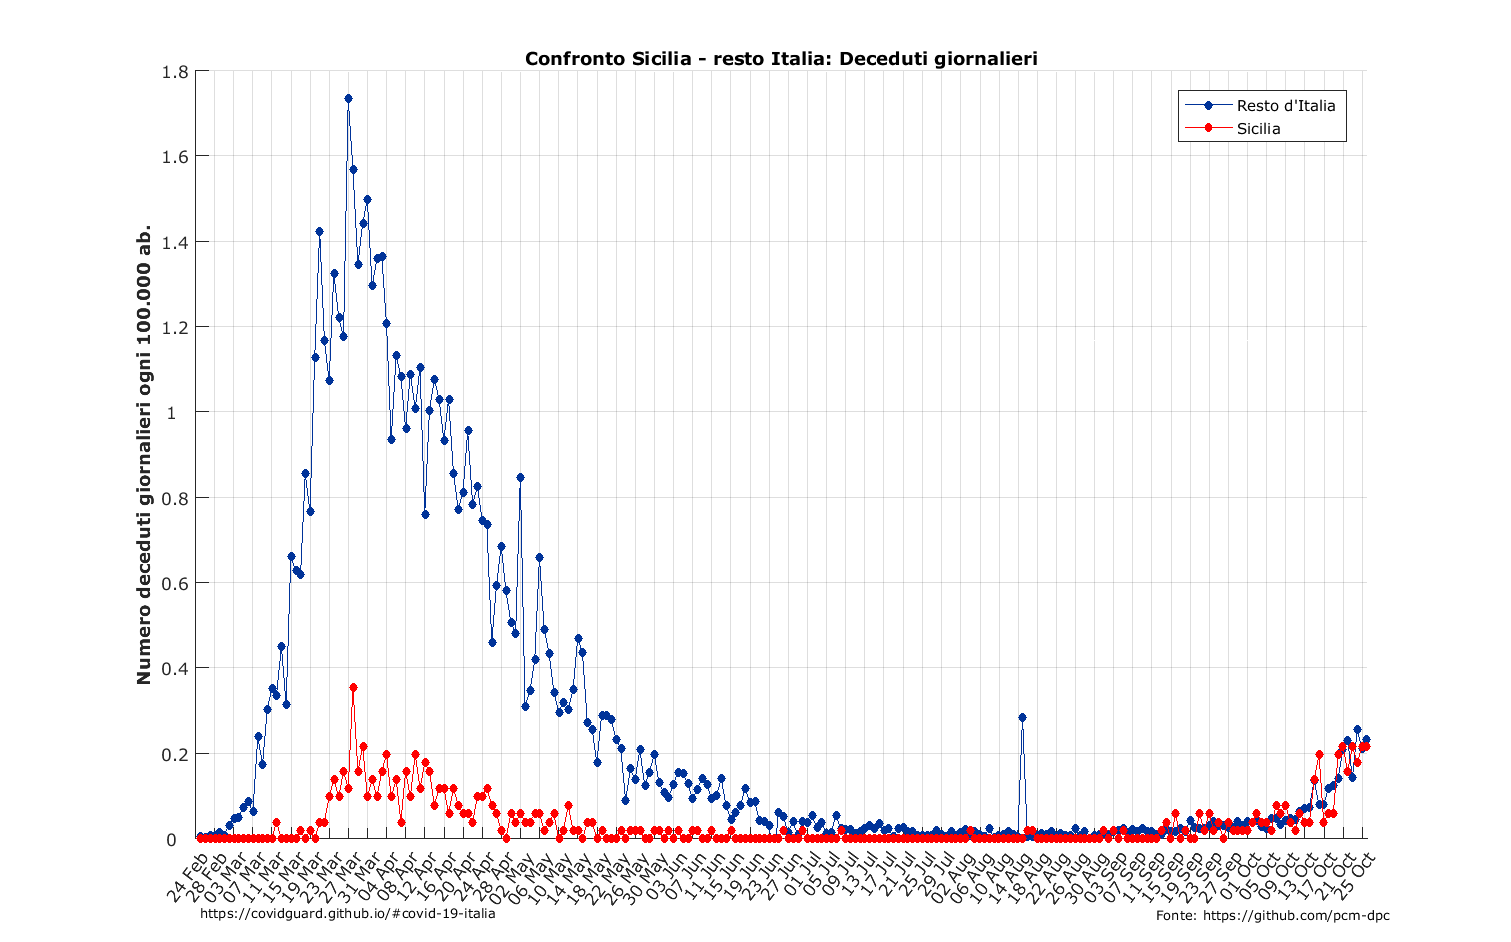 Confronto Sicilia - resto Italia: Deceduti giornalieri
Resto d'Italia
Sicilia
Numero deceduti giornalieri ogni 100.000 ab.
1.8
1.6
1.4
1.2
1
0.8
0.6
0.4
0.2
0
24 Feb
28 Feb
03 Mar
07 Mar
11 Mar
15 Mar
19 Mar
23 Mar
27 Mar
31 Mar
04 Apr
08 Apr
12 Apr
16 Apr
20 Apr
24 Apr
28 Apr
02 May
06 May
10 May
14 May
18 May
22 May
26 May
30 May
03 Jun
07 Jun
11 Jun
15 Jun
19 Jun
23 Jun
27 Jun
01 Jul
05 Jul
09 Jul
13 Jul
17 Jul
21 Jul
25 Jul
29 Jul
02 Aug
06 Aug
10 Aug
14 Aug
18 Aug
22 Aug
26 Aug
30 Aug
03 Sep
07 Sep
11 Sep
15 Sep
19 Sep
23 Sep
27 Sep
01 Oct
05 Oct
09 Oct
13 Oct
17 Oct
21 Oct
25 Oct
https://covidguard.github.io/#covid-19-italia
Fonte: https://github.com/pcm-dpc